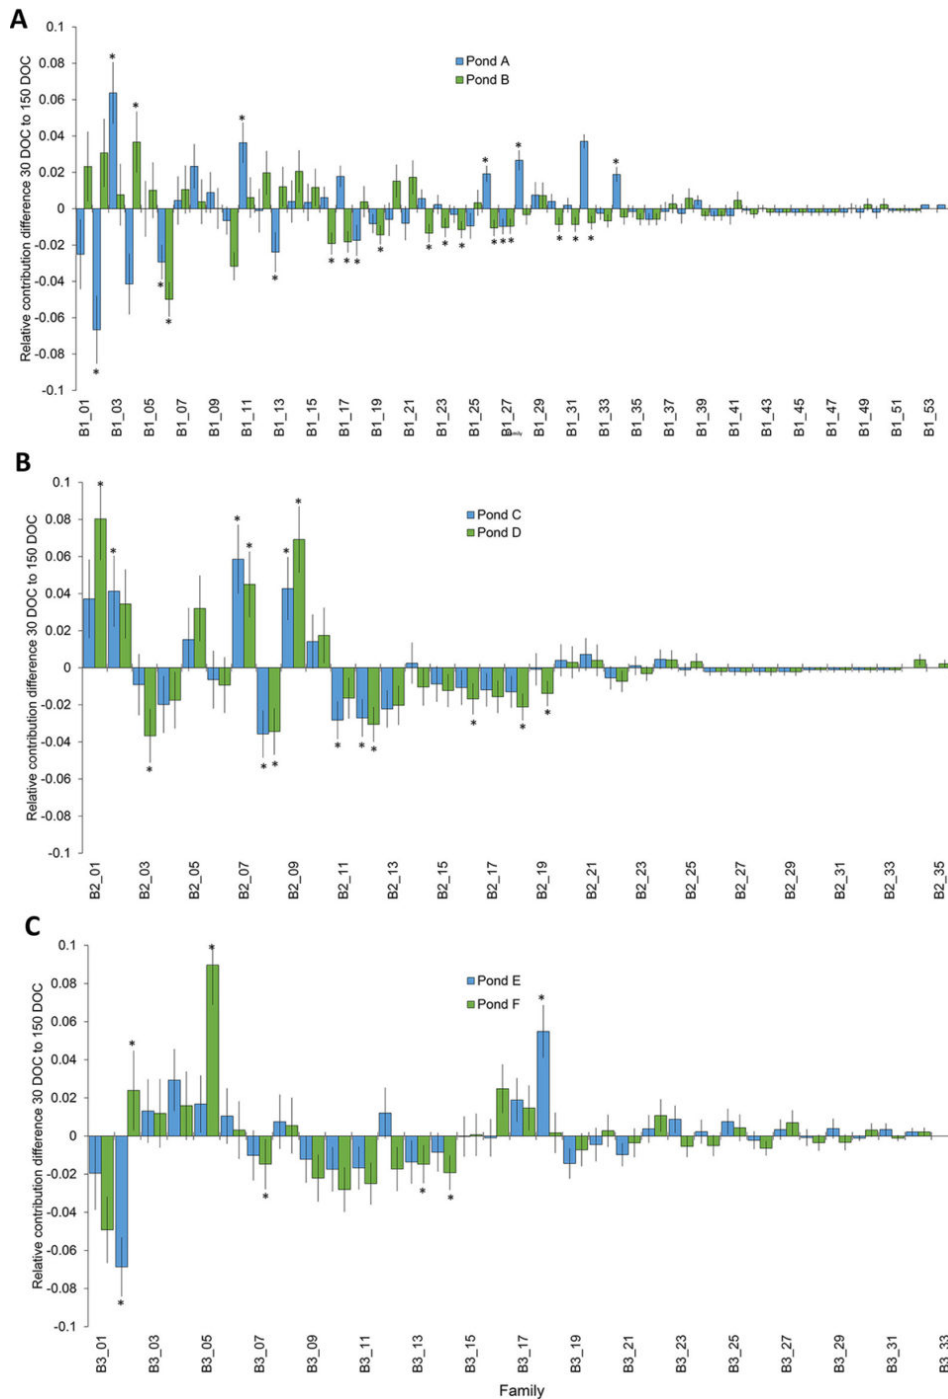 A
Relative contribution difference 30 DOC to 150 DOC
0.1
0.08
0.06
0.04
0.02
0
-0.02
-0.04
-0.06
-0.08
-0.1
Pond A
Pond B
B1_01
B1_03
B1_05
B1_07
B1_09
B1_11
B1_13
B1_15
B1_17
B1_19
B1_21
B1_23
B1_25
B1_27
B1_29
B1_31
B1_33
B1_35
B1_37
B1_39
B1_41
B1_43
B1_45
B1_47
B1_49
B1_51
B1_53
Family
B
Relative contribution difference 30 DOC to 150 DOC
0.1
0.08
0.06
0.04
0.02
0
-0.02
-0.04
-0.06
-0.08
-0.1
Pond C
Pond D
B2_01
B2_03
B2_05
B2_07
B2_09
B2_11
B2_13
B2_15
B2_17
B2_19
B2_21
B2_23
B2_25
B2_27
B2_29
B2_31
B2_33
B2_35
C
Relative contribution difference 30 DOC to 150 DOC
0.1
0.08
0.06
0.04
0.02
0
-0.02
-0.04
-0.06
-0.08
-0.1
Pond E
Pond F
B3_01
B3_03
B3_05
B3_07
B3_09
B3_11
B3_13
B3_15
B3_17
B3_19
B3_21
B3_23
B3_25
B3_27
B3_29
B3_31
B3_33
Family